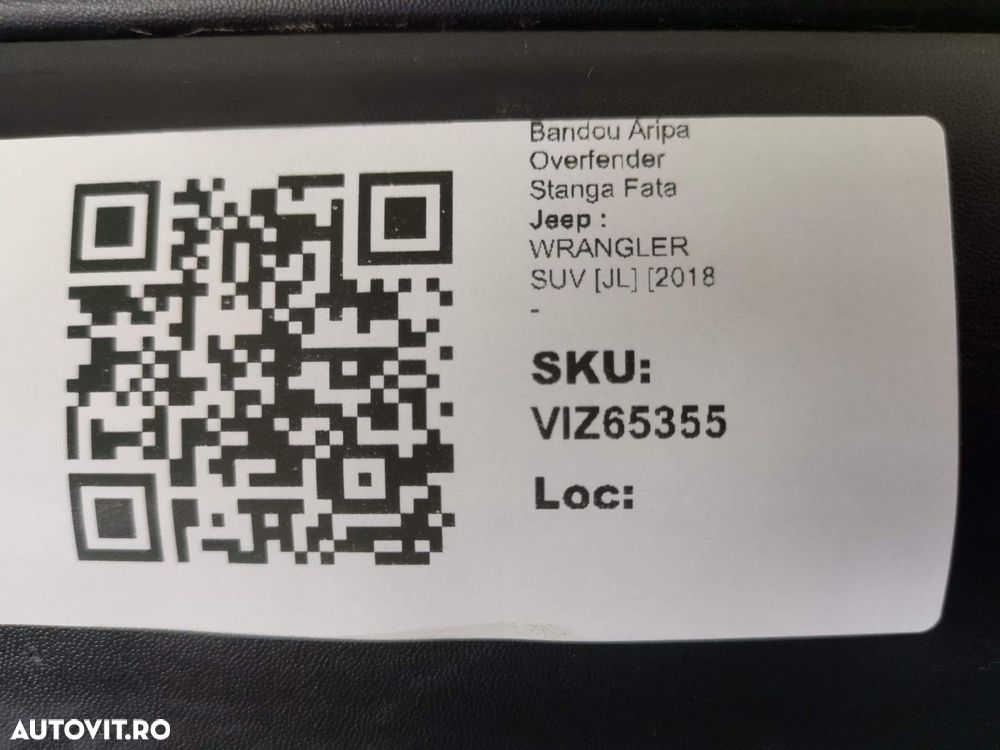 Bandou Aripa
Overfender
Stanga Fata
Jeep :
WRANGLER
SUV [JL] [2018
-
SKU:
VIZ65355
Loc:
AUTOVIT.RO